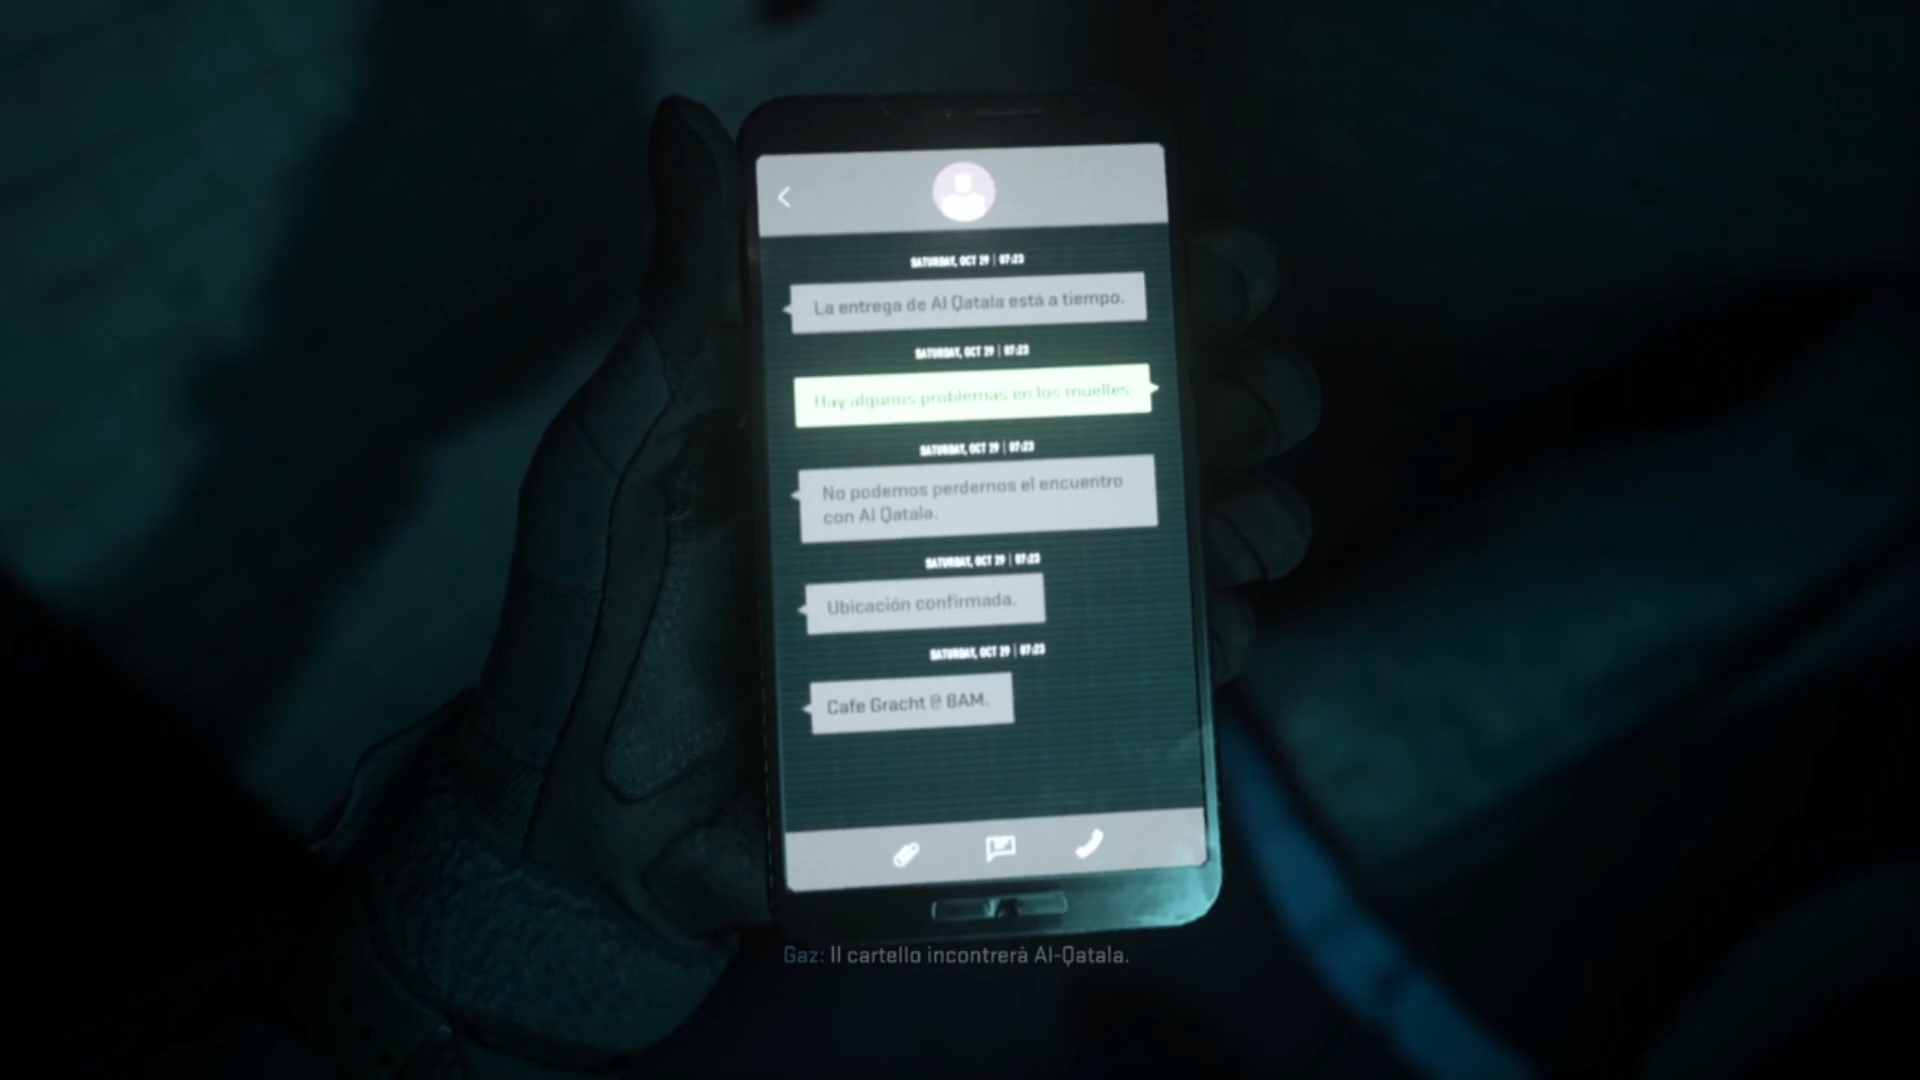 SATURDAY, OCT 29 | 07:23
La entrega de Al Qatala está a tiempo.
SATURDAY, OCT 29 | 07:23
Hay algunos problemas en los muelles.
SATURDAY, OCT 29 | 07:23
No podemos perdernos el encuentro
con Al Qatala.
SATURDAY, OCT 29 | 07:23
Ubicación confirmada.
SATURDAY, OCT 29 | 07:23
Cafe Gracht @ 8AM.
Gaz: Il cartello incontrerà Al-Qatala.